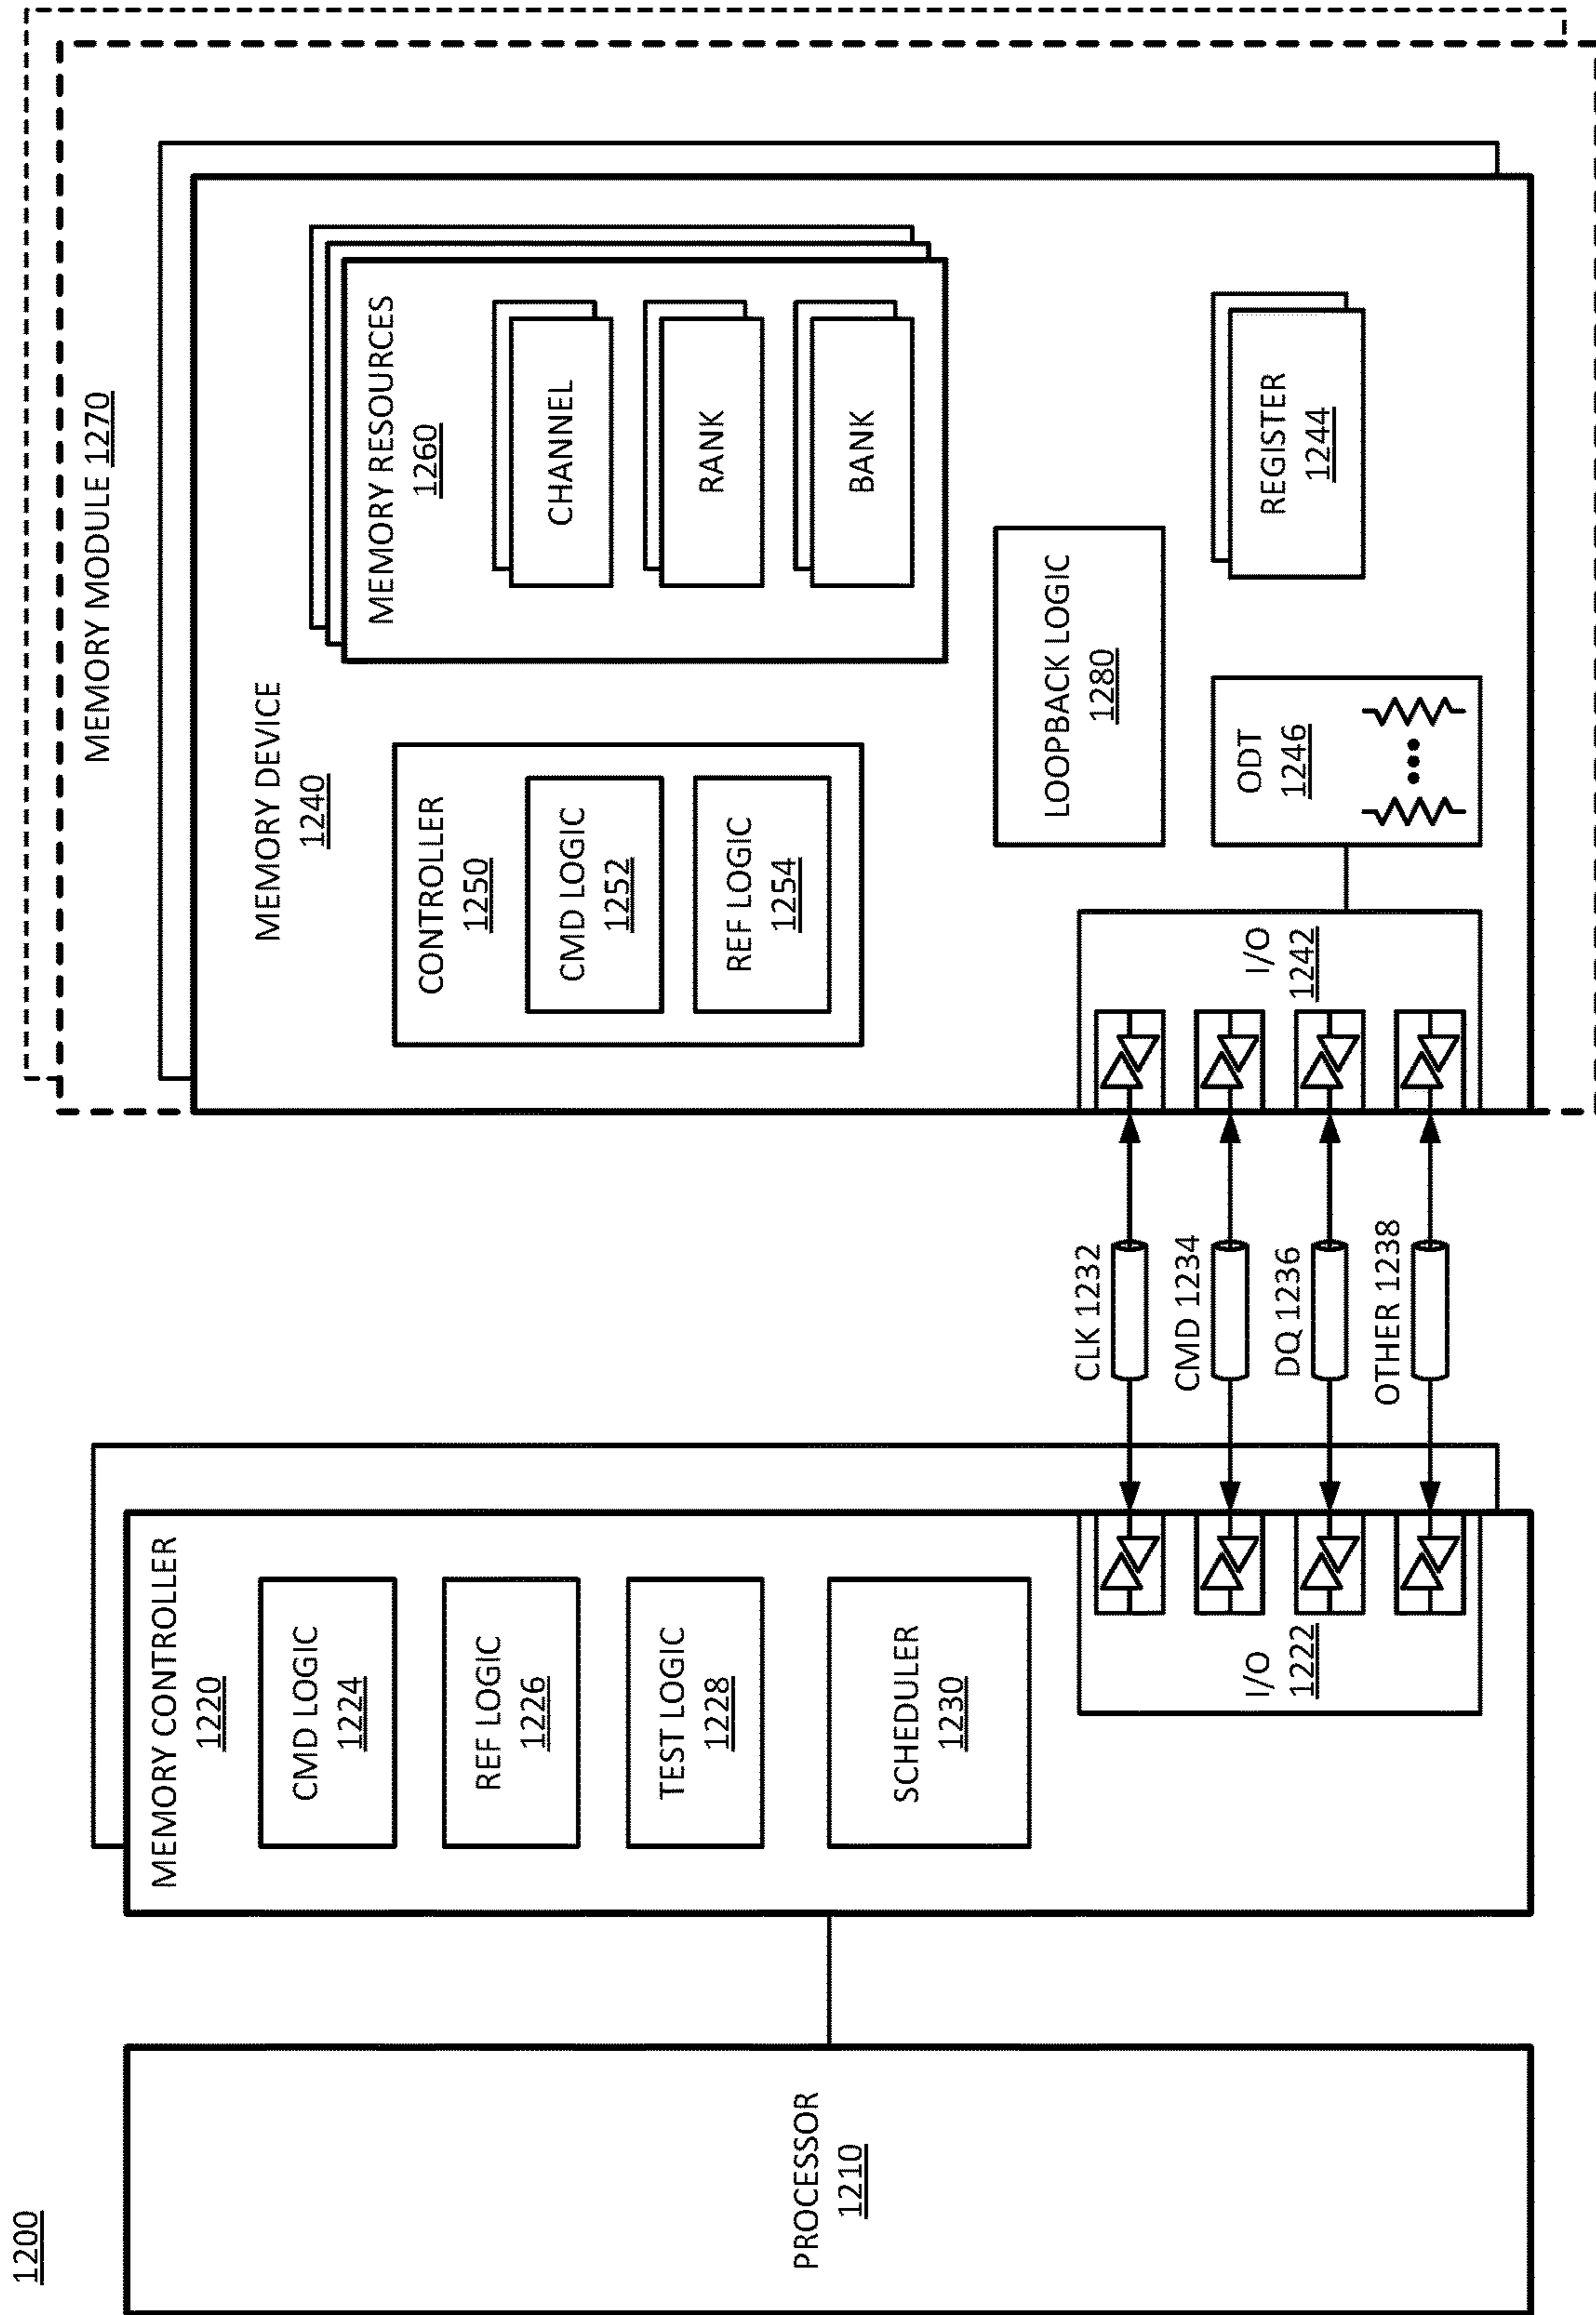 1200
PROCESSOR
1210
MEMORY CONTROLLER
1220
CMD LOGIC
1224
REF LOGIC
1226
TEST LOGIC
1228
SCHEDULER
1230
I/O
1222
CLK 1232
CMD 1234
DQ 1236
OTHER 1238
MEMORY MODULE 1270
MEMORY DEVICE
1240
CONTROLLER
1250
CMD LOGIC
1252
REF LOGIC
1254
MEMORY RESOURCES
1260
CHANNEL
RANK
BANK
LOOPBACK LOGIC
1280
I/O
1242
ODT
1246
REGISTER
1244